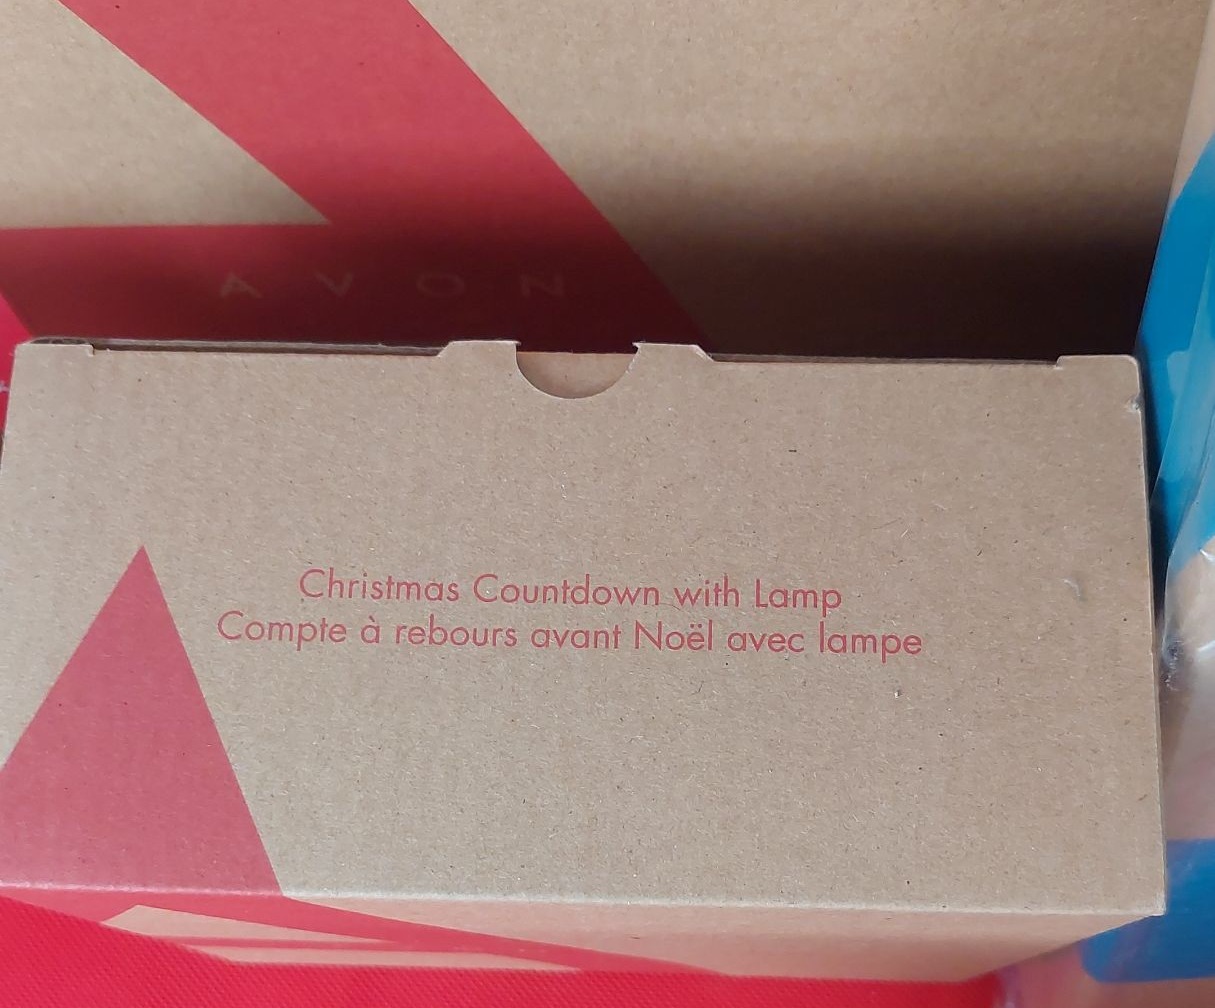 AVON
Christmas Countdown with Lamp
Compte à rebours avant Noël avec lampe